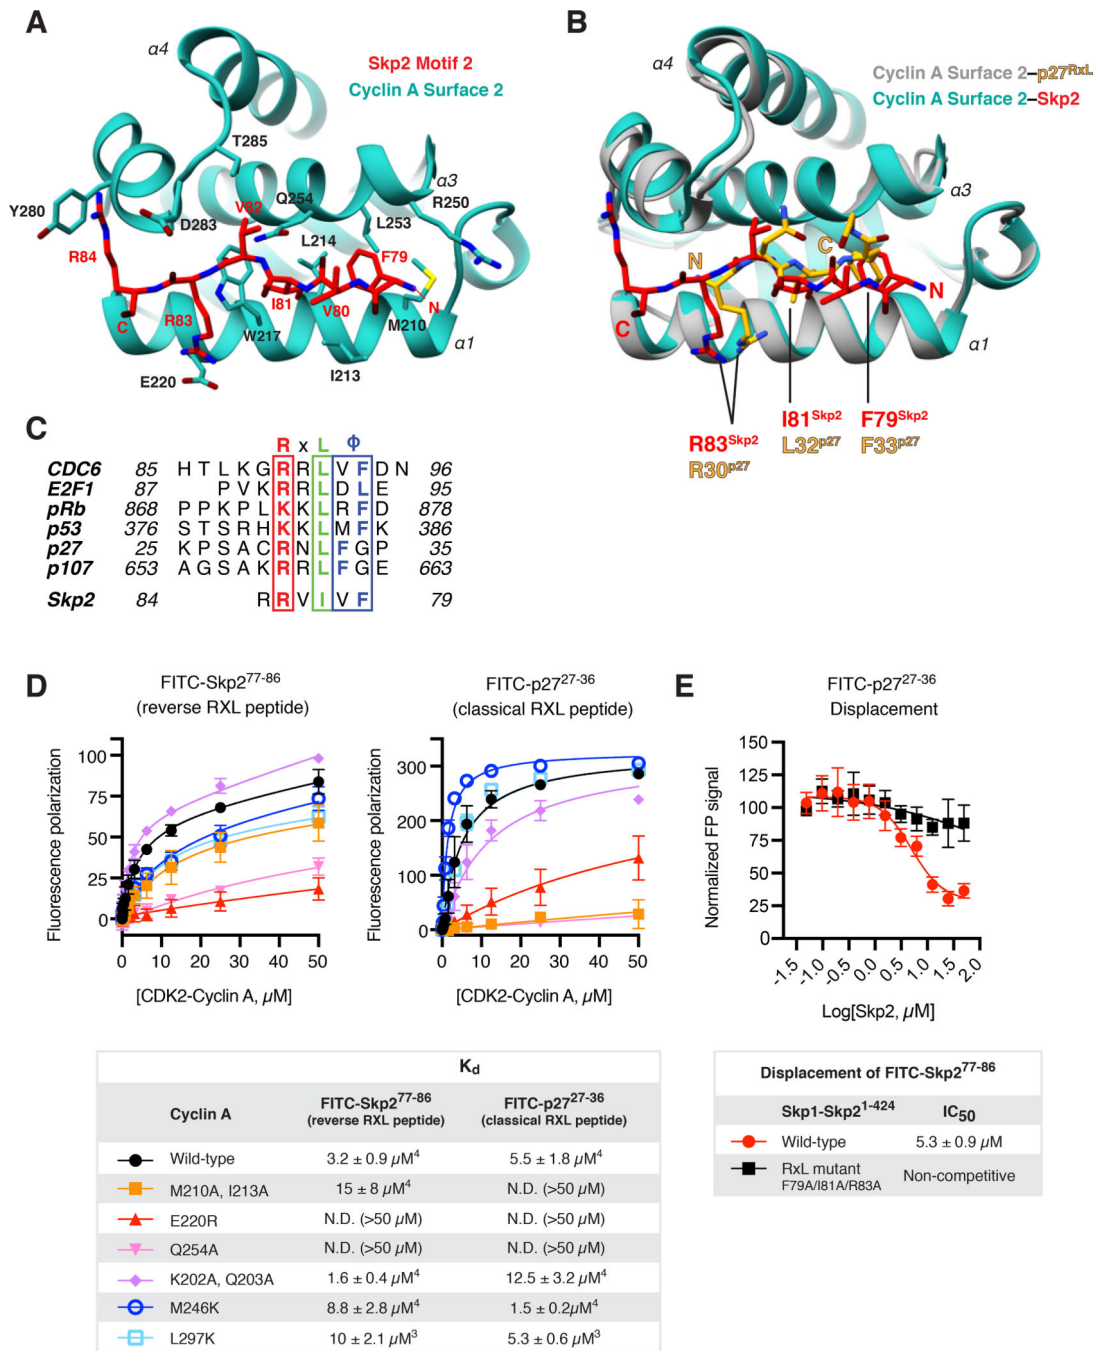 A
Skp2 Motif 2
Cyclin A Surface 2
α4
T285
Y280
D283
V82
Q254
α3
R250
L253
L214
F79
R84
I81
V80
N
C
R83
W217
M210
α1
E220
I213
B
Cyclin A Surface 2–p27RxL
Cyclin A Surface 2–Skp2
α4
α3
N
C
N
C
α1
R83Skp2
R30p27
I81Skp2
L32p27
F79Skp2
F33p27
C
R x L Φ
CDC6 85 H T L K G R R L V F D N 96
E2F1 87 P V K R R L D L E 95
pRb 868 P P K P L K K L R F D 878
p53 376 S T S R H K K L M F K 386
p27 25 K P S A C R N L F G P 35
p107 653 A G S A K R R L F G E 663
Skp2 84 R R V I V F 79
D
FITC-Skp2⁷⁷⁻⁸⁶
(reverse RXL peptide)
Fluorescence polarization
100
75
50
25
0
0 10 20 30 40 50
[CDK2-Cyclin A, μM]
FITC-p27²⁷⁻³⁶
(classical RXL peptide)
Fluorescence polarization
300
200
100
0
0 10 20 30 40 50
[CDK2-Cyclin A, μM]
E
FITC-p27²⁷⁻³⁶
Displacement
Normalized FP signal
150
125
100
75
50
25
0
-1.5 -1.0 -0.5 0.0 0.5 1.0 1.5 2.0
Log[Skp2, μM]
Kd
Cyclin A
FITC-Skp2⁷⁷⁻⁸⁶
(reverse RXL peptide)
FITC-p27²⁷⁻³⁶
(classical RXL peptide)
Wild-type 3.2 ± 0.9 μM⁴ 5.5 ± 1.8 μM⁴
M210A, I213A 15 ± 8 μM⁴ N.D. (>50 μM)
E220R N.D. (>50 μM) N.D. (>50 μM)
Q254A N.D. (>50 μM) N.D. (>50 μM)
K202A, Q203A 1.6 ± 0.4 μM⁴ 12.5 ± 3.2 μM⁴
M246K 8.8 ± 2.8 μM⁴ 1.5 ± 0.2μM⁴
L297K 10 ± 2.1 μM³ 5.3 ± 0.6 μM³
Displacement of FITC-Skp2⁷⁷⁻⁸⁶
Skp1-Skp2¹⁻⁴²⁴ IC50
Wild-type 5.3 ± 0.9 μM
RxL mutant
F79A/I81A/R83A
Non-competitive